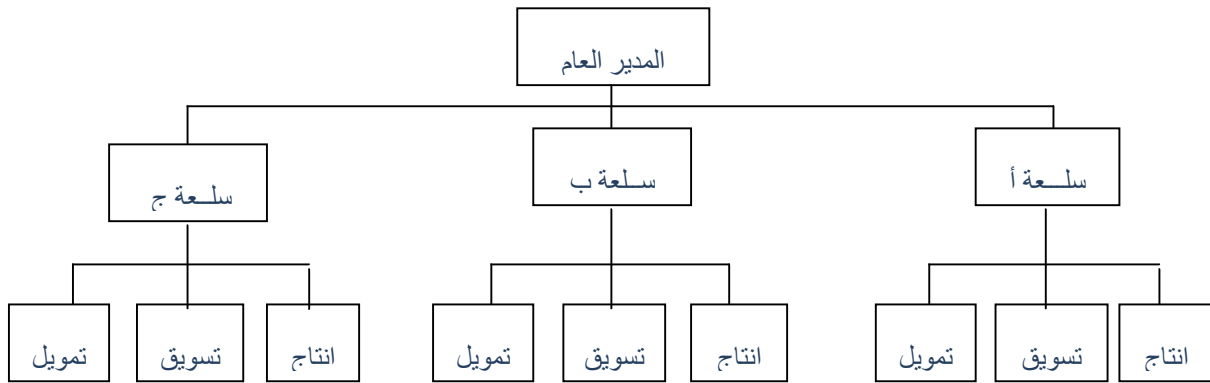 المدير العام
سلعة أ
سلعة ب
سلعة ج
انتاج
تسويق
تمويل
انتاج
تسويق
تمويل
انتاج
تسويق
تمويل